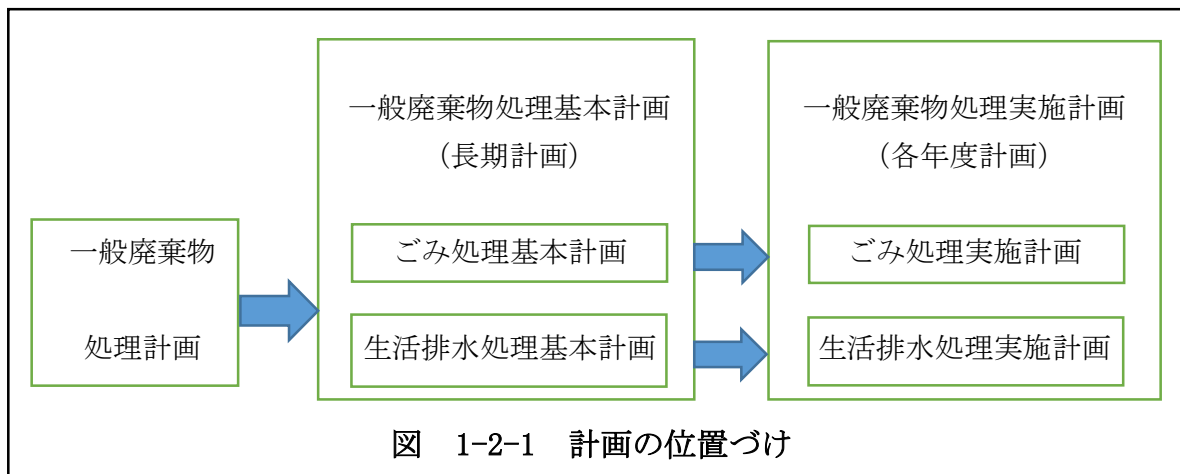 一般廃棄物
処理計画
一般廃棄物処理基本計画
（長期計画）
ごみ処理基本計画
生活排水処理基本計画
一般廃棄物処理実施計画
（各年度計画）
ごみ処理実施計画
生活排水処理実施計画
図　1-2-1　計画の位置づけ